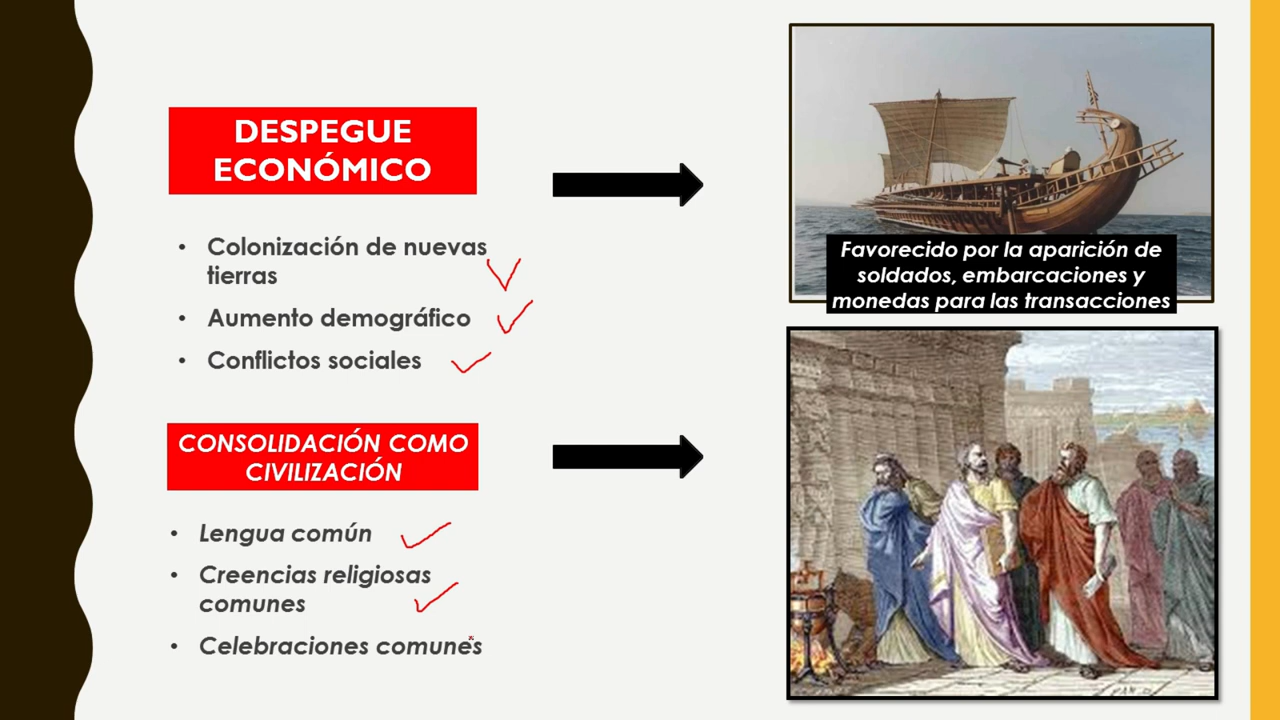 DESPEGUE
ECONÓMICO
• Colonización de nuevas
tierras
• Aumento demográfico
• Conflictos sociales
Favorecido por la aparición de
soldados, embarcaciones y
monedas para las transacciones
CONSOLIDACIÓN COMO
CIVILIZACIÓN
• Lengua común
• Creencias religiosas
comunes
• Celebraciones comunes